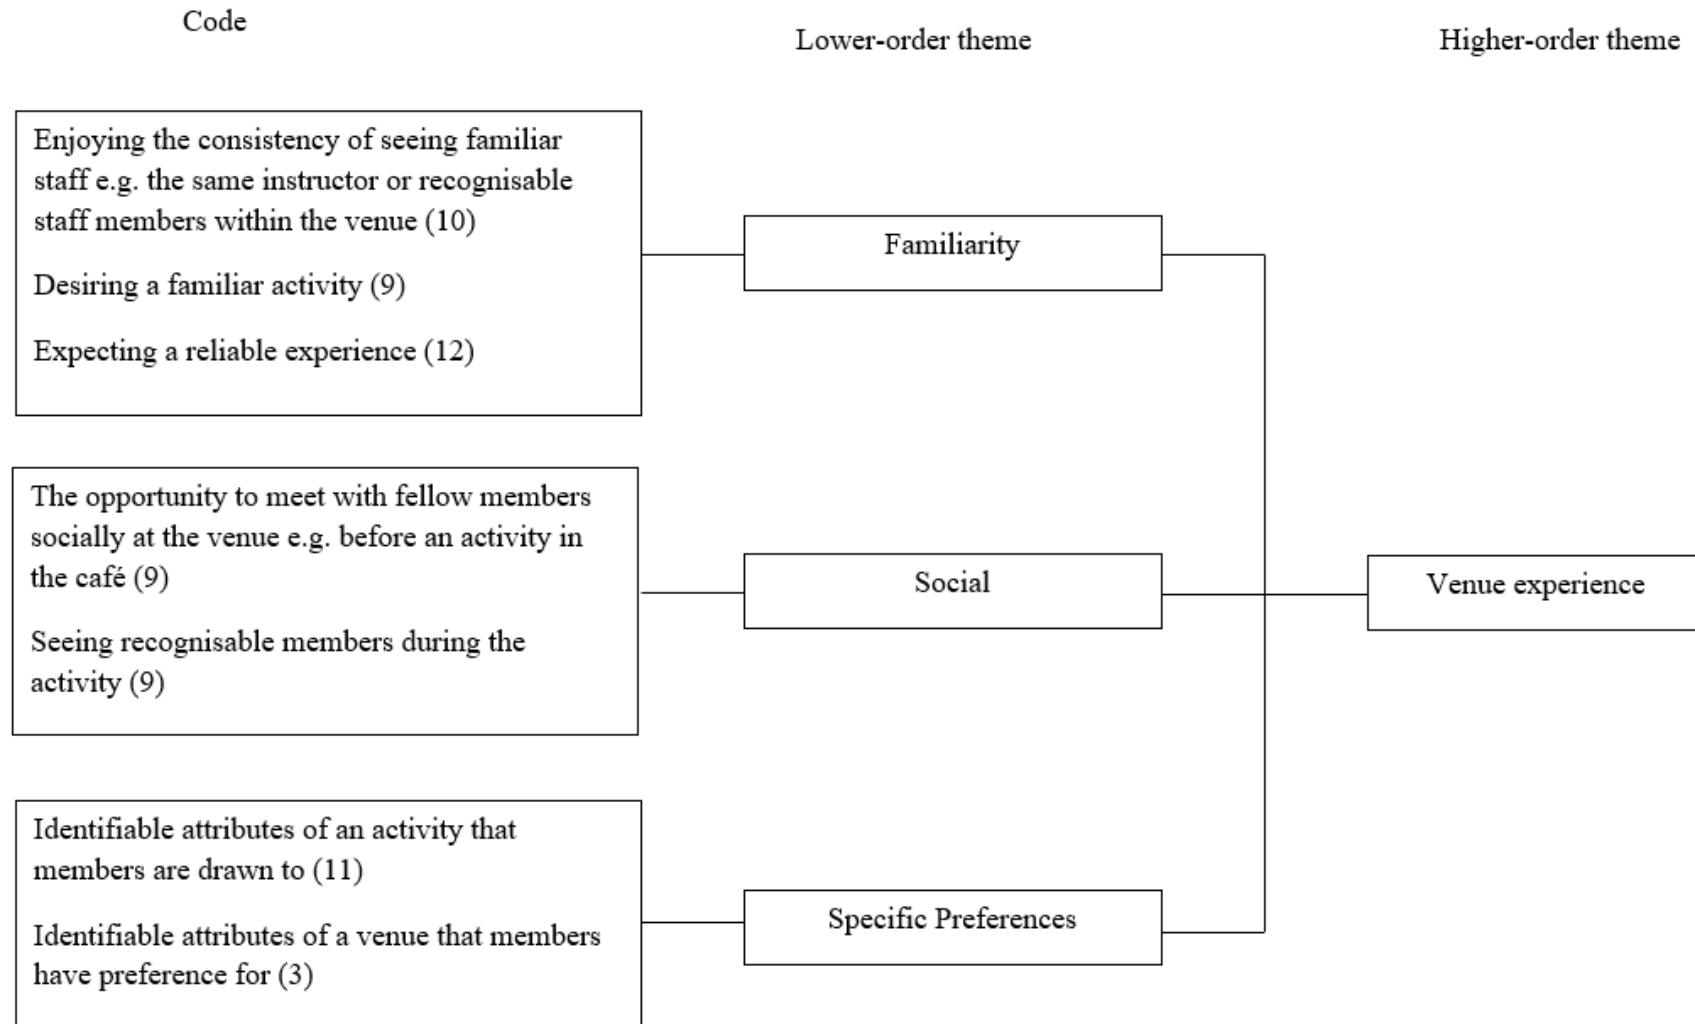 Code
Lower-order theme
Higher-order theme
Enjoying the consistency of seeing familiar
staff e.g. the same instructor or recognisable
staff members within the venue (10)
Desiring a familiar activity (9)
Expecting a reliable experience (12)
Familiarity
The opportunity to meet with fellow members
socially at the venue e.g. before an activity in
the café (9)
Seeing recognisable members during the
activity (9)
Social
Venue experience
Identifiable attributes of an activity that
members are drawn to (11)
Identifiable attributes of a venue that members
have preference for (3)
Specific Preferences